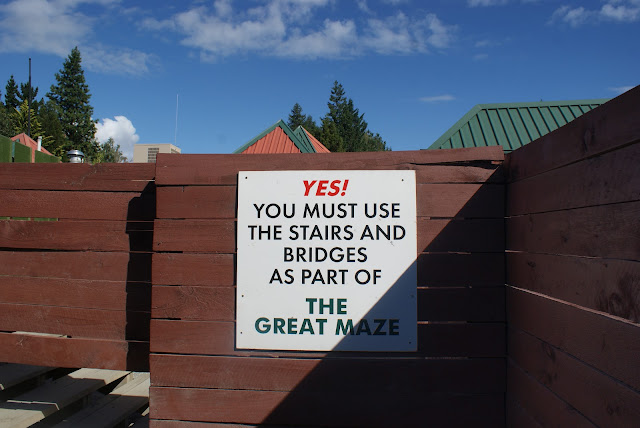 YES!
YOU MUST USE
THE STAIRS AND
BRIDGES
AS PART OF
THE
GREAT MAZE